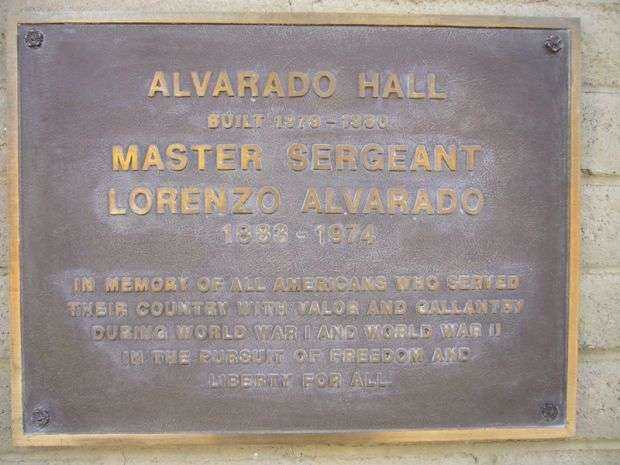 ALVARADO HALL
BUILT 1979-1980
MASTER SERGEANT
LORENZO ALVARADO
- 1974
IN MEMORY OF ALL AMERICANS WHO SERVED
THEIR COUNTRY WITH VALOR AND GALLANTRY
DURING WORLD WAR I AND WORLD WAR II
IN THE PURSUIT OF FREEDOM AND
LIBERTY FOR ALL